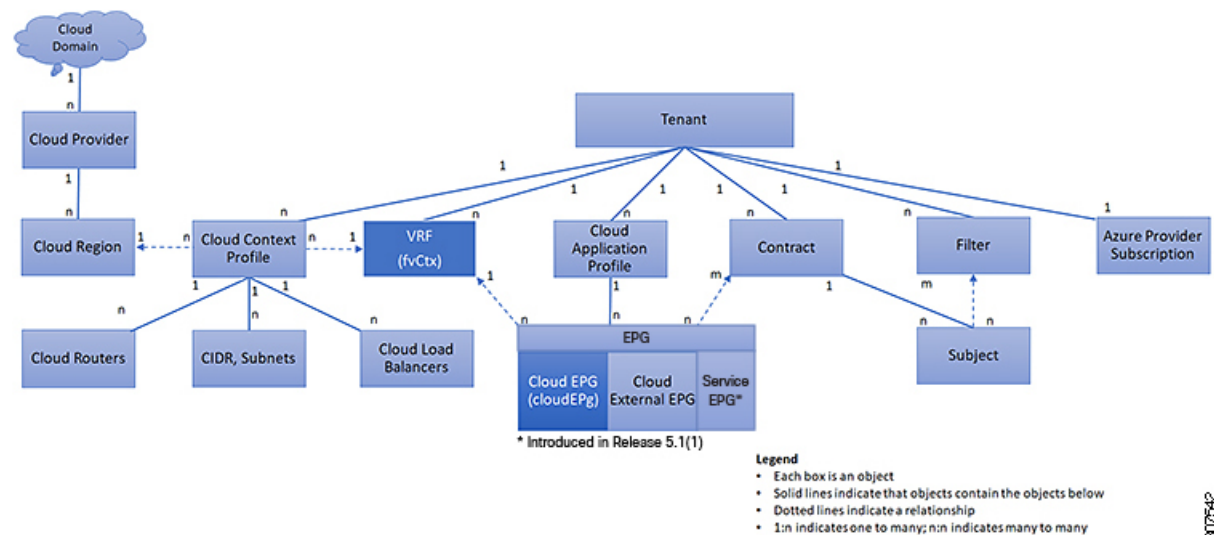 Cloud
Domain
1
n
Cloud Provider
Tenant
1
n
1
1
1
1
1
1
n
n
n
n
n
1
Cloud Region
1
n
Cloud Context
Profile
n
1
VRF
(fvCtx)
Cloud
Application
Profile
Contract
Filter
Azure Provider
Subscription
1
1
1
1
1
m
1
m
n
n
n
n
n
n
n
n
Cloud Routers
CIDR, Subnets
Cloud Load
Balancers
EPG
Subject
Cloud EPG
(cloudEPg)
Cloud
External EPG
Service
EPG*
* Introduced in Release 5.1(1)
Legend
• Each box is an object
• Solid lines indicate that objects contain the objects below
• Dotted lines indicate a relationship
• 1:n indicates one to many; n:n indicates many to many